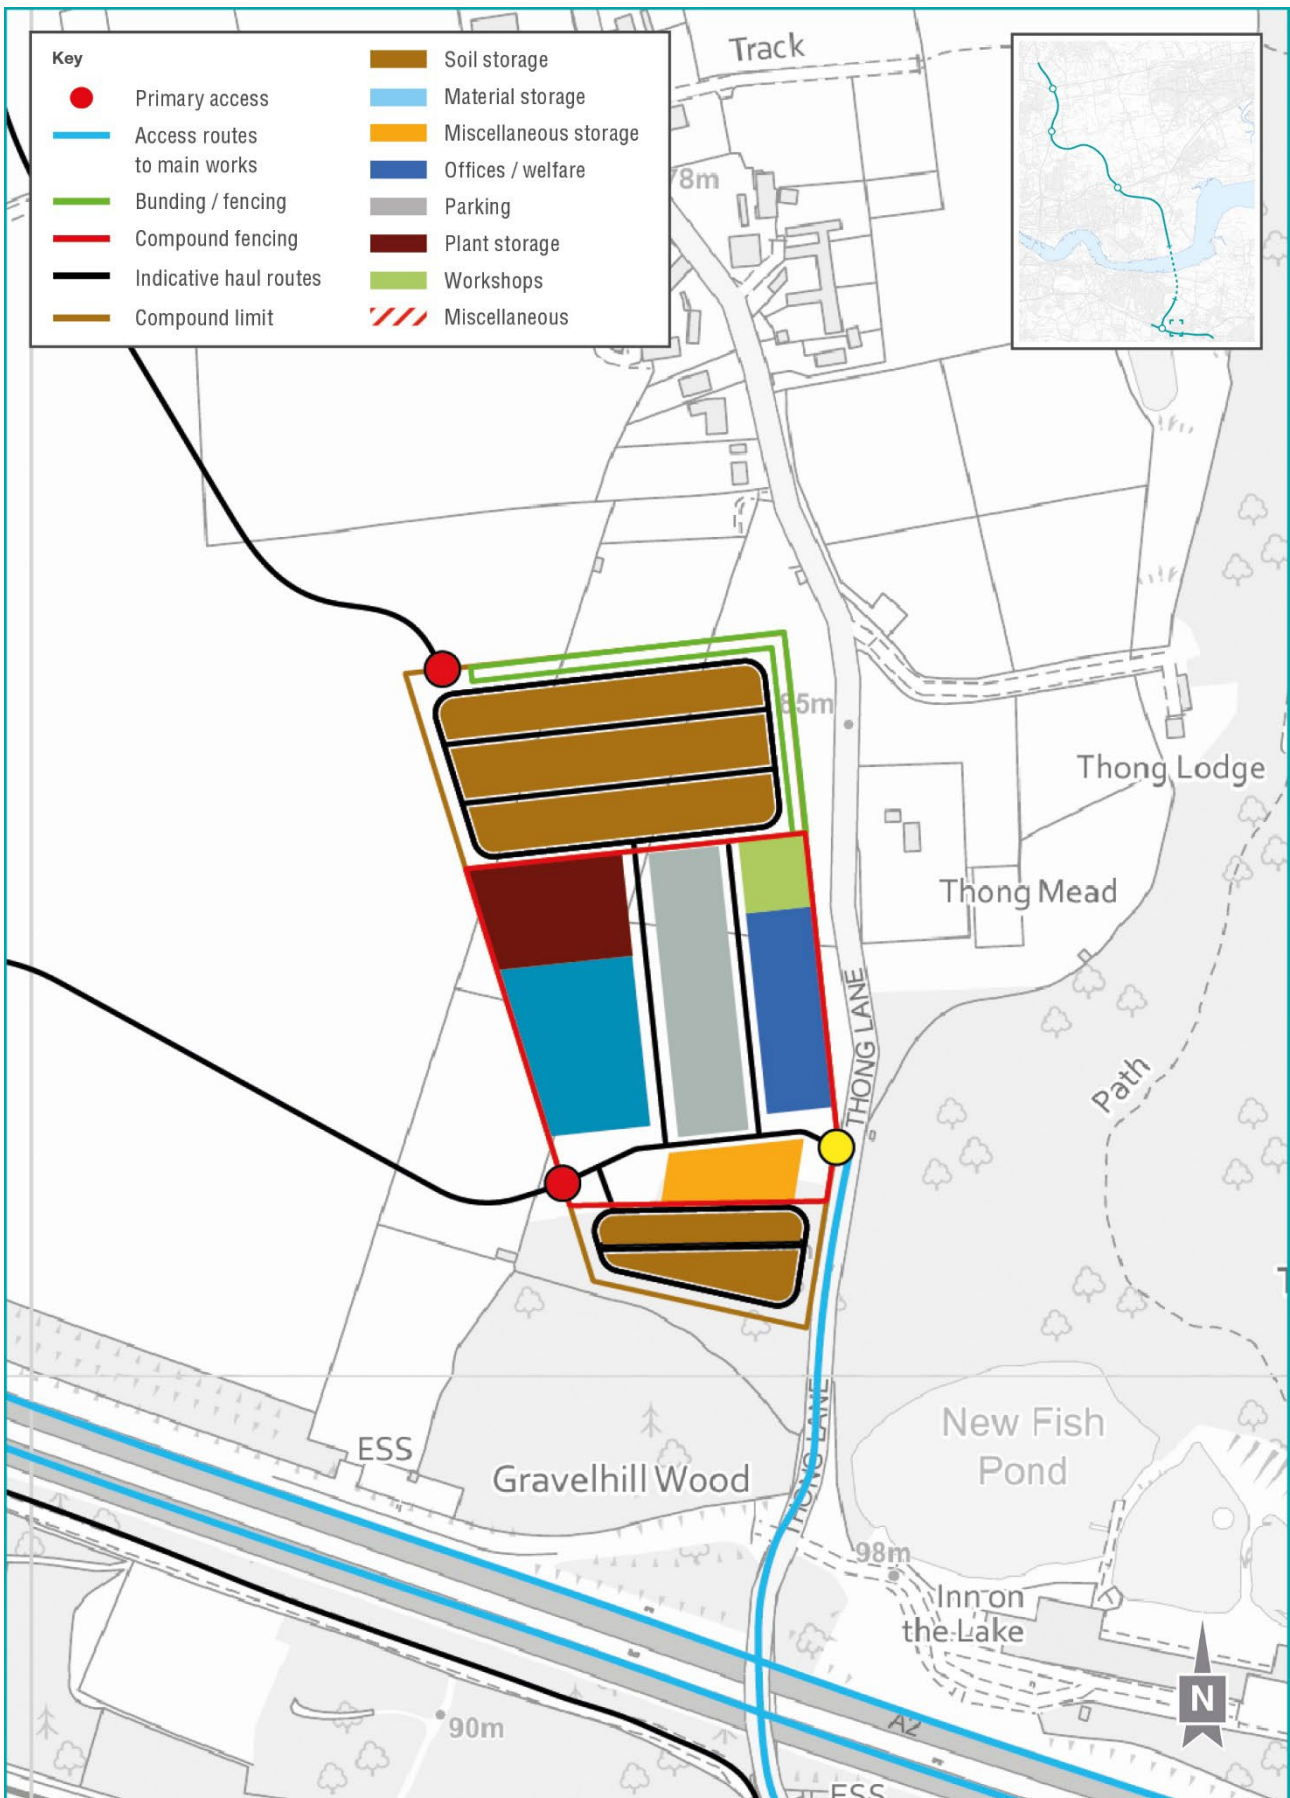 Key
Primary access
Access routes
to main works
Bunding / fencing
Compound fencing
Indicative haul routes
Compound limit
Soil storage
Material storage
Miscellaneous storage
Offices / welfare
Parking
Plant storage
Workshops
Miscellaneous
Track
78m
85m
Thong Lodge
Thong Mead
THONG LANE
Path
THONG LANE
New Fish
Pond
ESS
Gravelhill Wood
98m
Inn on
the Lake
N
90m
A2
ESS